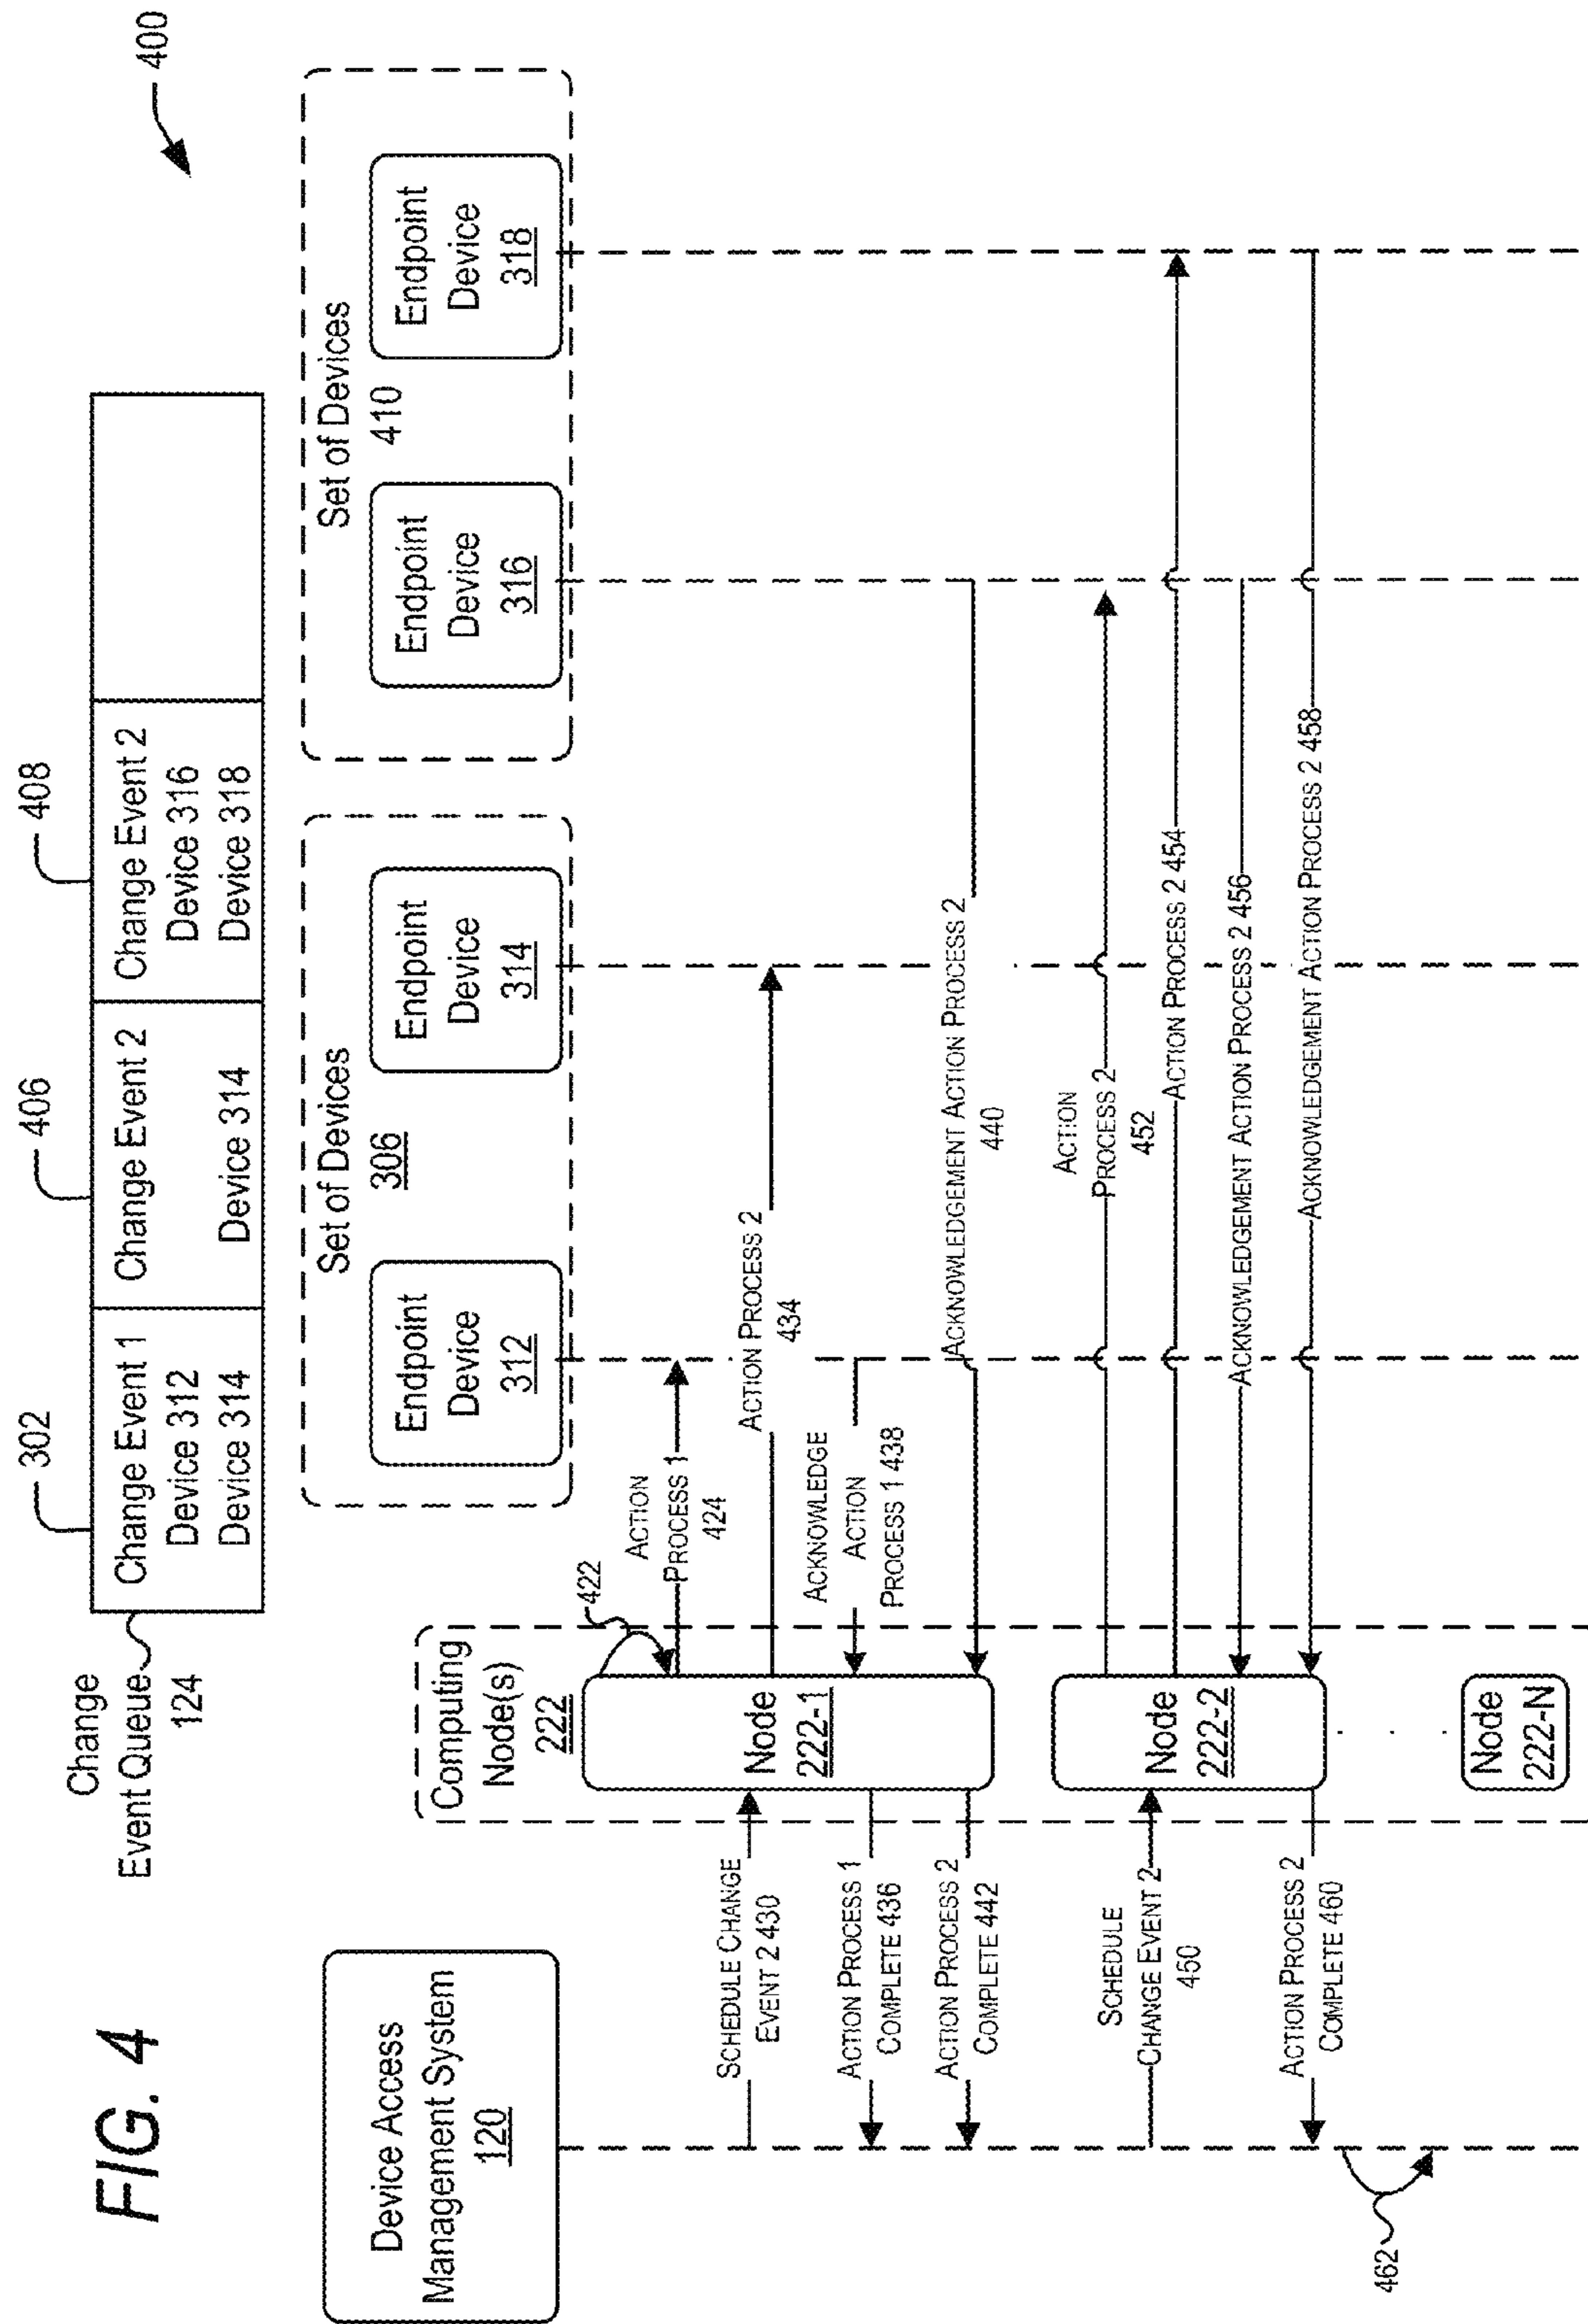 FIG. 4
400
Change
Event Queue
124
302
406
408
Change Event 1
Device 312
Device 314
Change Event 2
Device 314
Change Event 2
Device 316
Device 318
Device Access
Management System
120
Computing
Node(s)
222
Set of Devices
306
Endpoint
Device
312
Endpoint
Device
314
Set of Devices
410
Endpoint
Device
316
Endpoint
Device
318
422
Node
222-1
ACTION
PROCESS 1
424
SCHEDULE CHANGE
EVENT 2 430
ACTION PROCESS 2
434
ACTION PROCESS 1
COMPLETE 436
ACKNOWLEDGE
ACTION
PROCESS 1 438
ACKNOWLEDGEMENT ACTION PROCESS 2
440
ACTION PROCESS 2
COMPLETE 442
Node
222-2
SCHEDULE
CHANGE EVENT 2
450
ACTION
PROCESS 2
452
ACTION PROCESS 2 454
ACKNOWLEDGEMENT ACTION PROCESS 2 456
ACKNOWLEDGEMENT ACTION PROCESS 2 458
ACTION PROCESS 2
COMPLETE 460
462
Node
222-N